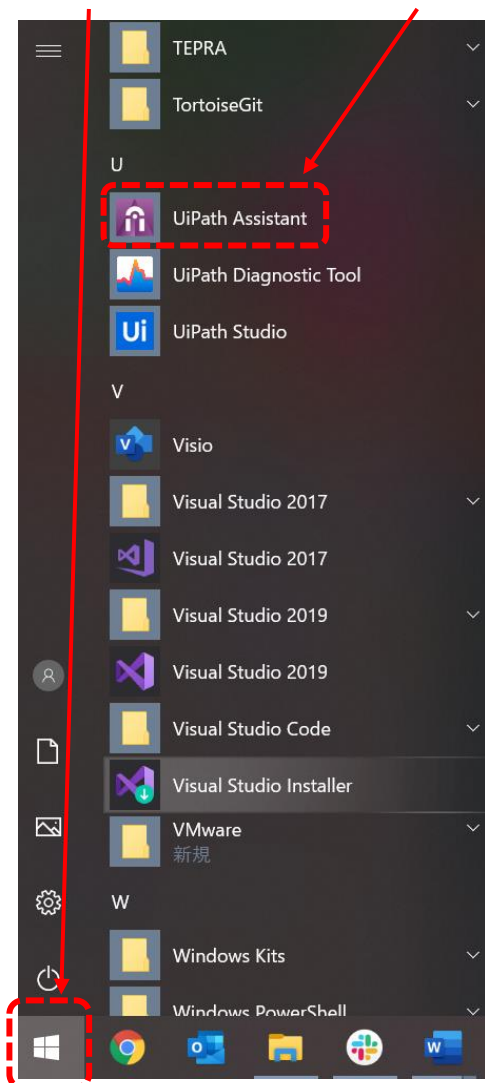 TEPRA
TortoiseGit
U
UiPath Assistant
UiPath Diagnostic Tool
Ui
UiPath Studio
V
V
Visio
Visual Studio 2017
Visual Studio 2017
Visual Studio 2019
Visual Studio 2019
Visual Studio Code
Visual Studio Installer
VMware
新規
W
Windows Kits
Windows PowerShell
O
W